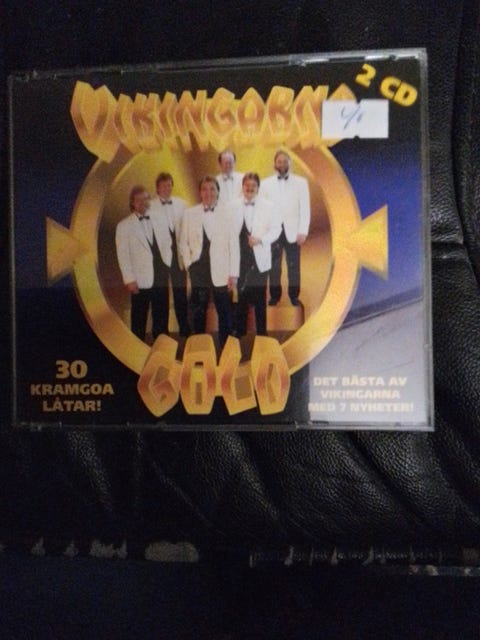 VIKINGARNA
2 CD
GOLD
30
KRAMGOA
LÅTAR!
DET BÄSTA AV
VIKINGARNA
MED 7 NYHETER!